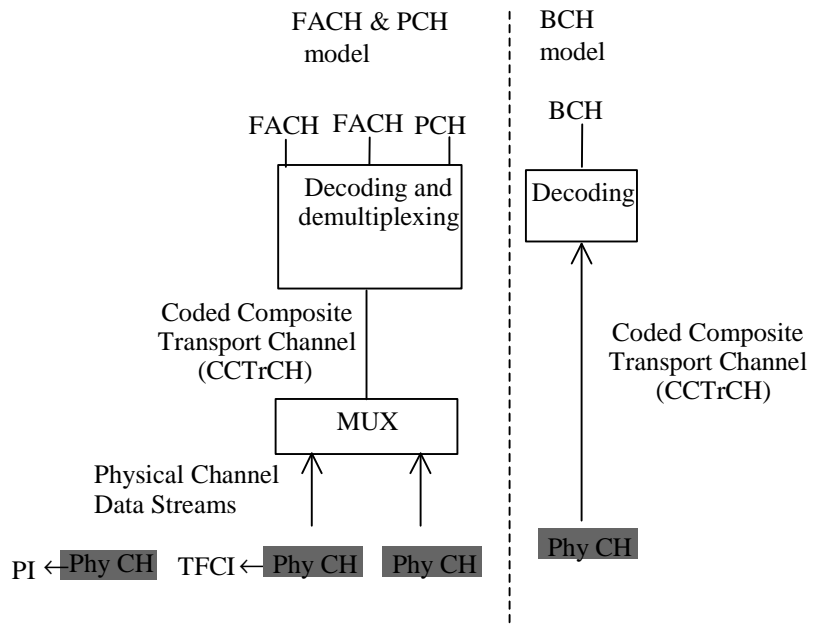 FACH & PCH
model
BCH
model
FACH FACH PCH
BCH
Decoding and
demultiplexing
Decoding
Coded Composite
Transport Channel
(CCTrCH)
Coded Composite
Transport Channel
(CCTrCH)
MUX
Physical Channel
Data Streams
PI ← Phy CH
TFCI ← Phy CH
Phy CH
Phy CH